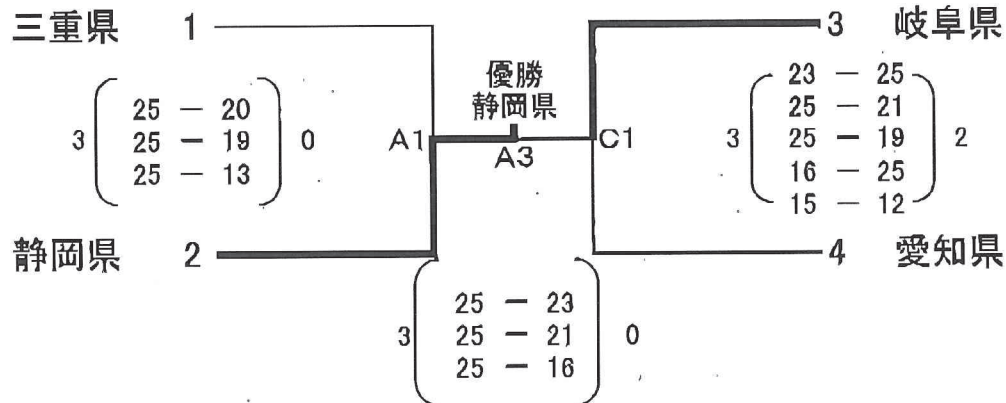 三重県 1
3 岐阜県
優勝
静岡県
3 0
25 － 20
25 － 19
25 － 13
A1
A3
C1
3 2
23 － 25
25 － 21
25 － 19
16 － 25
15 － 12
静岡県 2
4 愛知県
3 0
25 － 23
25 － 21
25 － 16